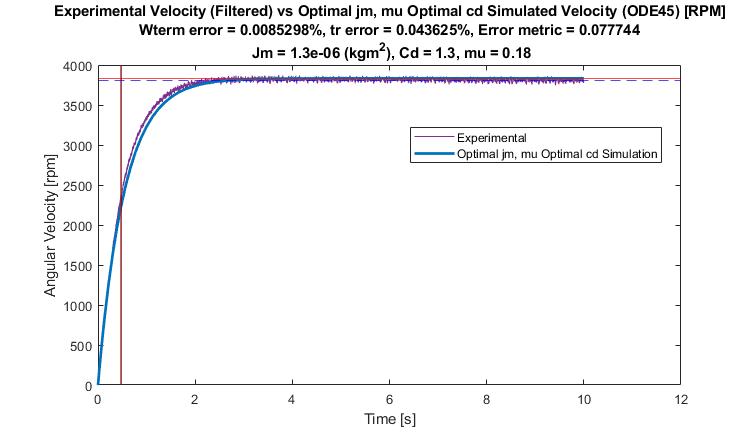 Experimental Velocity (Filtered) vs Optimal jm, mu Optimal cd Simulated Velocity (ODE45) [RPM]
Wterm error = 0.0085298%, tr error = 0.043625%, Error metric = 0.077744
Jm = 1.3e-06 (kgm²), Cd = 1.3, mu = 0.18
4000
3500
3000
2500
2000
1500
1000
500
0
Angular Velocity [rpm]
Experimental
Optimal jm, mu Optimal cd Simulation
0 2 4 6 8 10 12
Time [s]